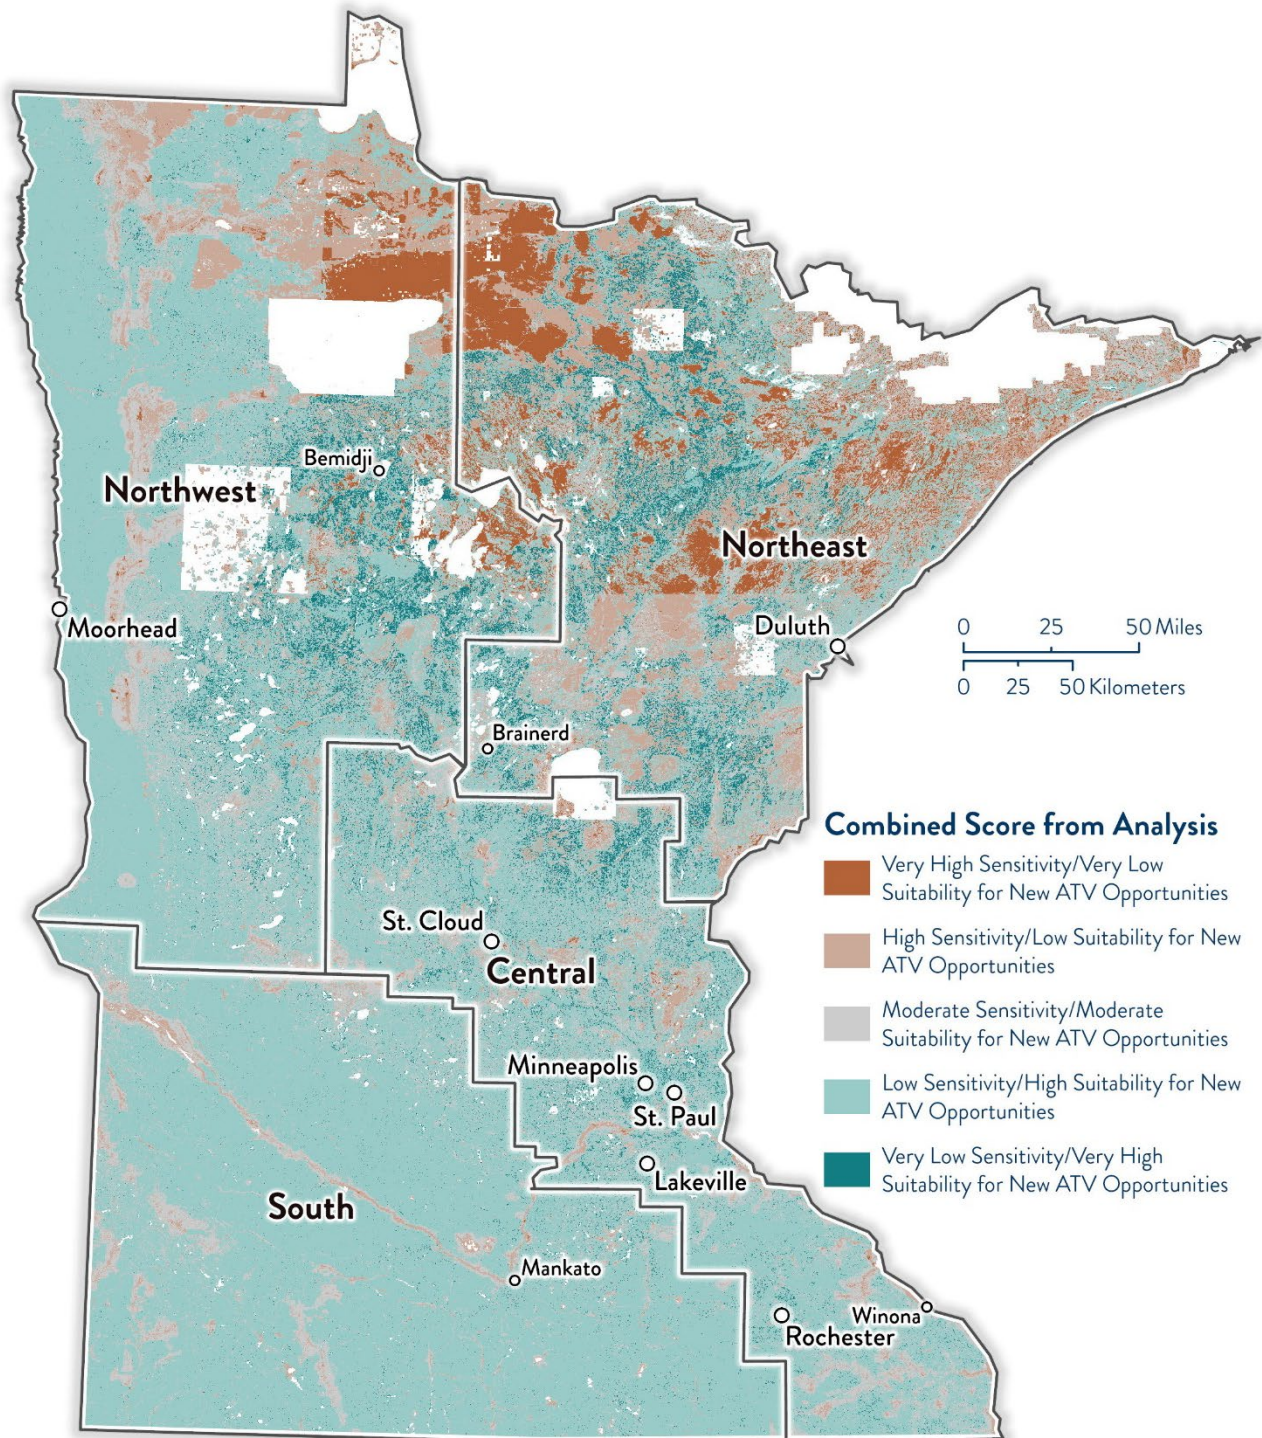 Bemidji
Northwest
Northeast
Moorhead
Duluth
0 25 50 Miles
0 25 50 Kilometers
Brainerd
Combined Score from Analysis
Very High Sensitivity/Very Low
Suitability for New ATV Opportunities
St. Cloud
High Sensitivity/Low Suitability for New
ATV Opportunities
Central
Moderate Sensitivity/Moderate
Suitability for New ATV Opportunities
Minneapolis
Low Sensitivity/High Suitability for New
ATV Opportunities
St. Paul
Very Low Sensitivity/Very High
Suitability for New ATV Opportunities
Lakeville
South
Mankato
Winona
Rochester